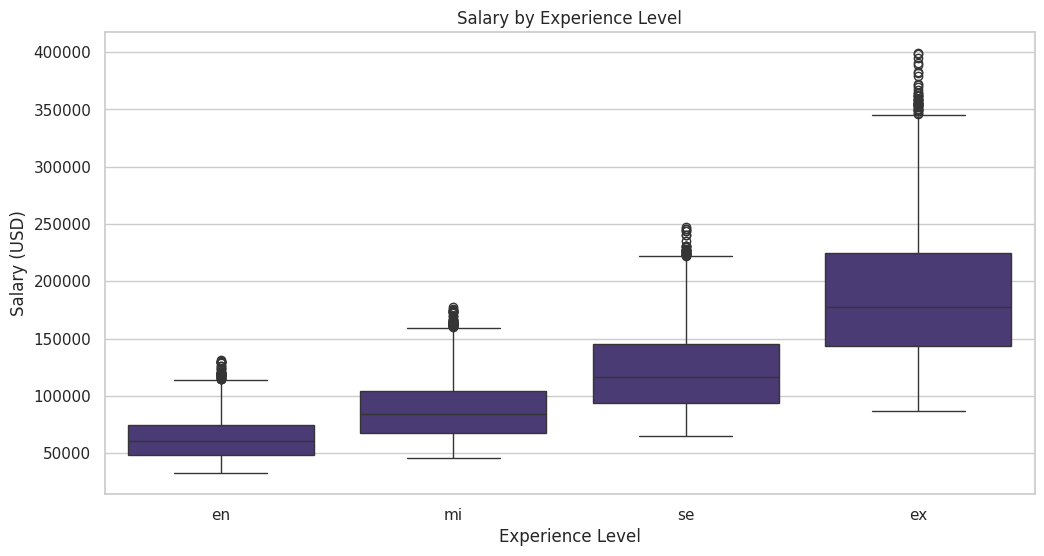 Salary by Experience Level
400000
350000
300000
250000
200000
150000
100000
50000
Salary (USD)
en mi se ex
Experience Level